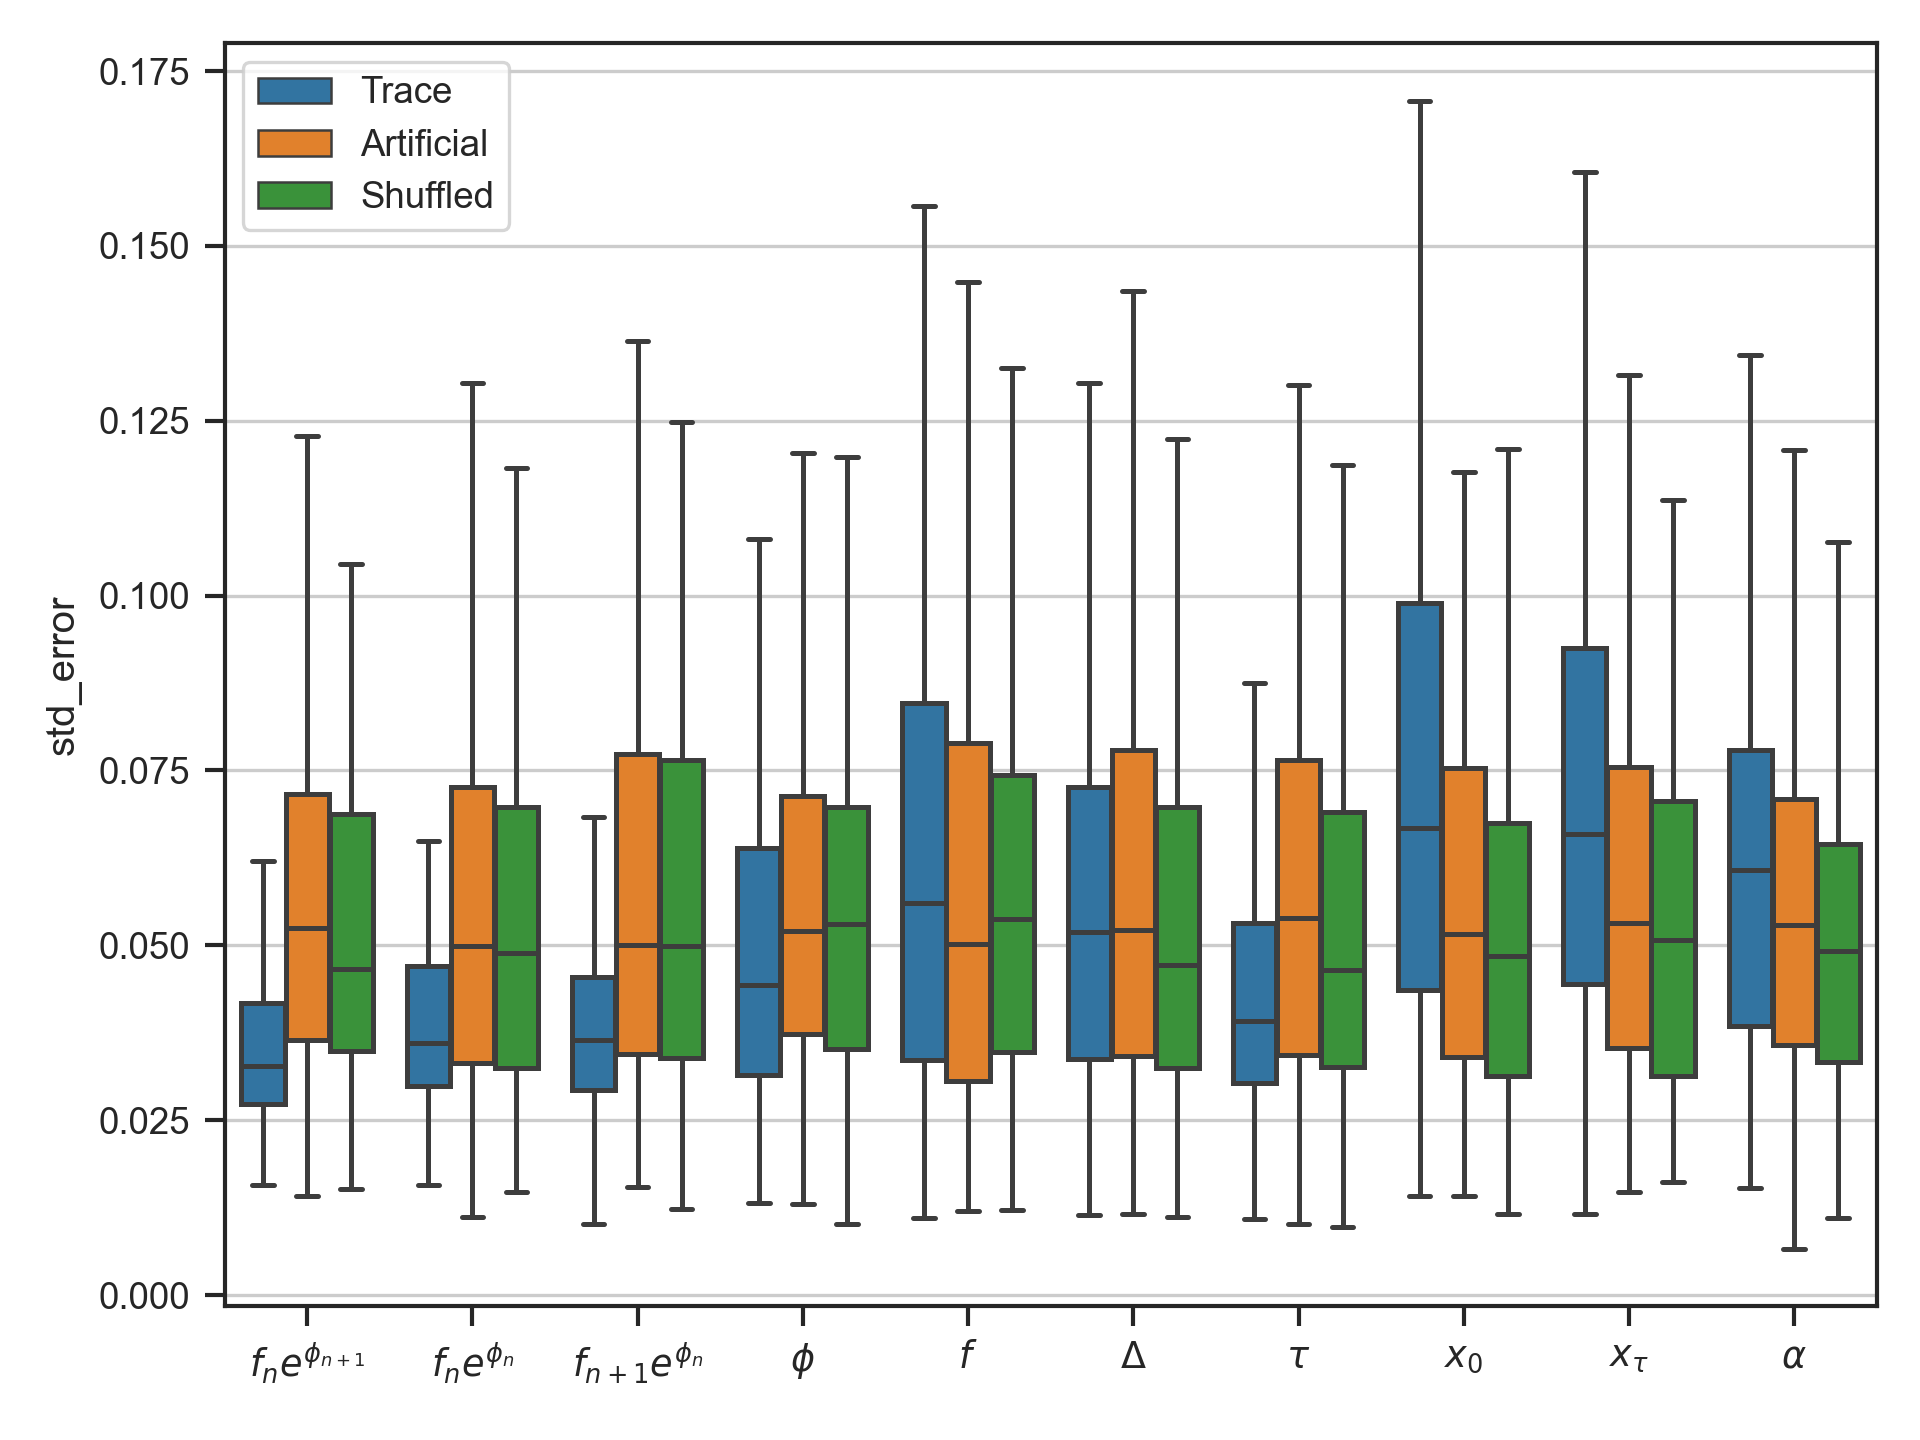 Trace
Artificial
Shuffled
std_error
0.175
0.150
0.125
0.100
0.075
0.050
0.025
0.000
$f_n e^{\phi_{n+1}}$ $f_n e^{\phi_n}$ $f_{n+1} e^{\phi_n}$ $\phi$ $f$ $\Delta$ $\tau$ $x_0$ $x_\tau$ $\alpha$